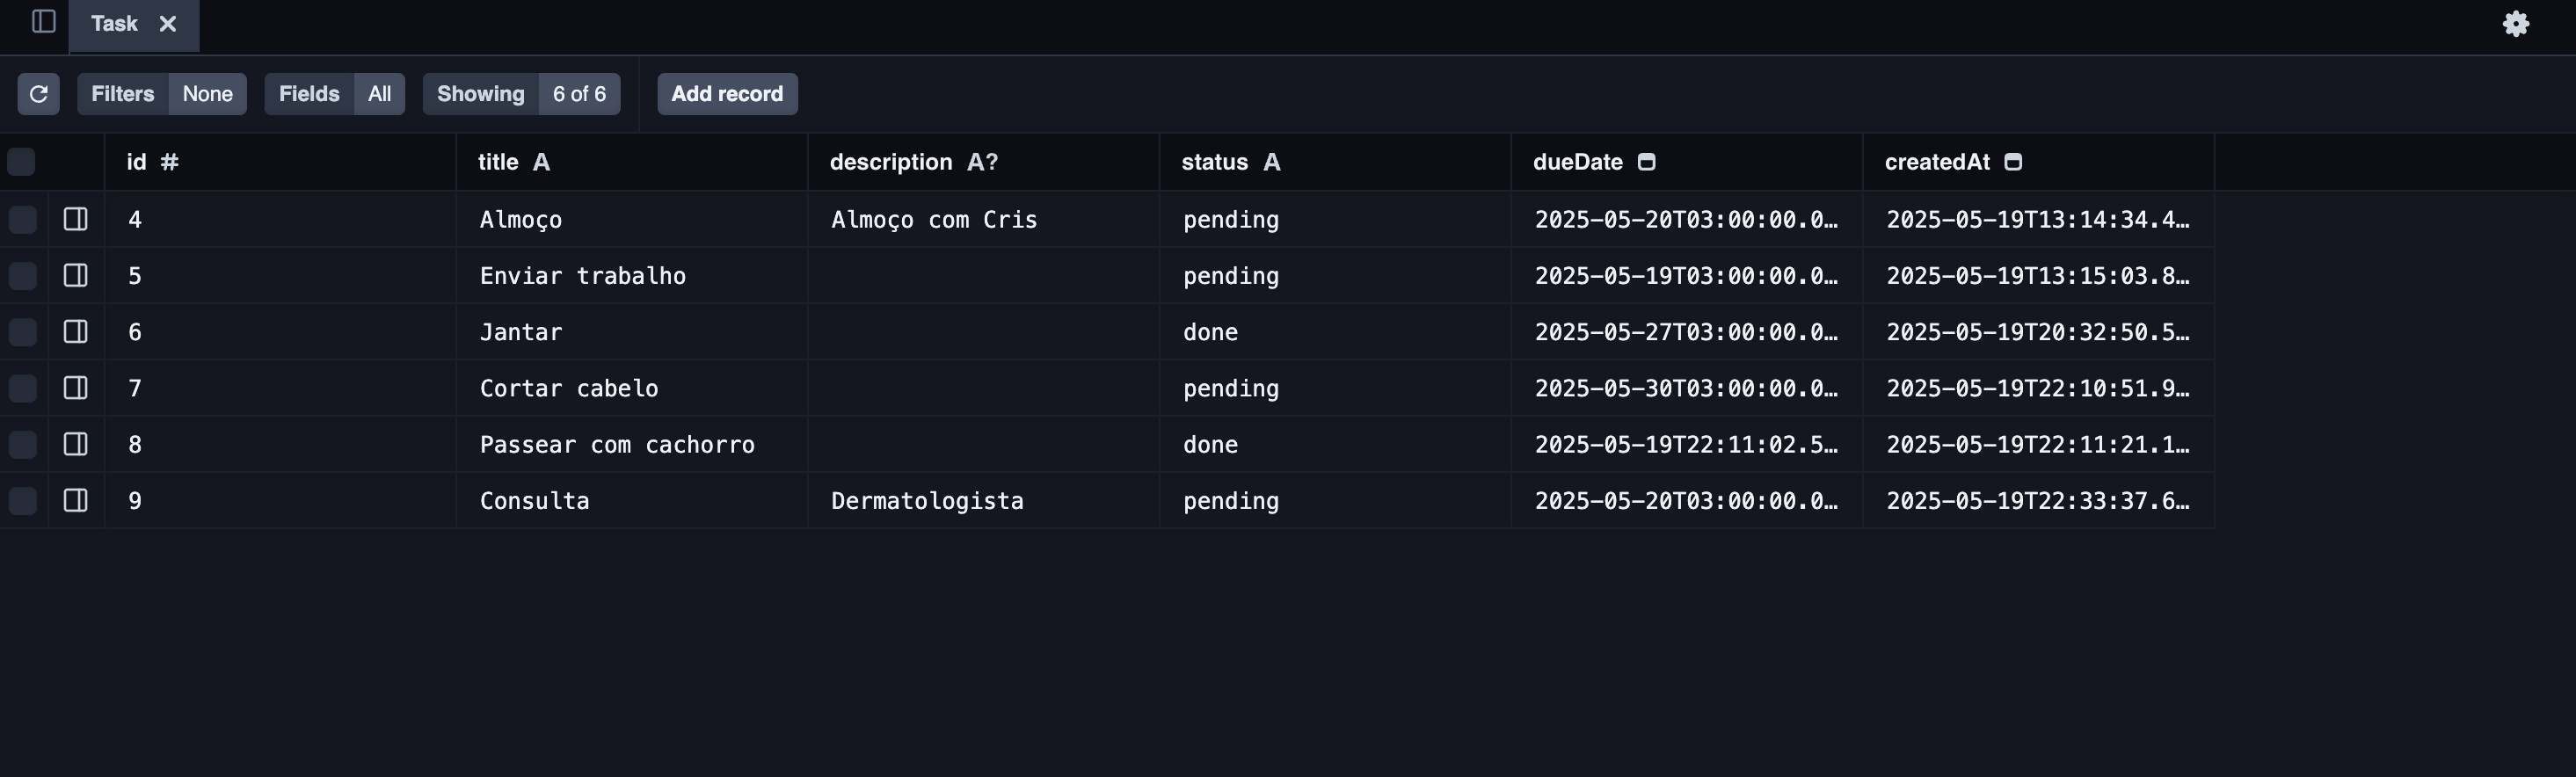 Task
Filters None Fields All Showing 6 of 6 Add record
id # title A description A? status A dueDate createdAt
4 Almoço Almoço com Cris pending 2025-05-20T03:00:00.0… 2025-05-19T13:14:34.4…
5 Enviar trabalho pending 2025-05-19T03:00:00.0… 2025-05-19T13:15:03.8…
6 Jantar done 2025-05-27T03:00:00.0… 2025-05-19T20:32:50.5…
7 Cortar cabelo pending 2025-05-30T03:00:00.0… 2025-05-19T22:10:51.9…
8 Passear com cachorro done 2025-05-19T22:11:02.5… 2025-05-19T22:11:21.1…
9 Consulta Dermatologista pending 2025-05-20T03:00:00.0… 2025-05-19T22:33:37.6…